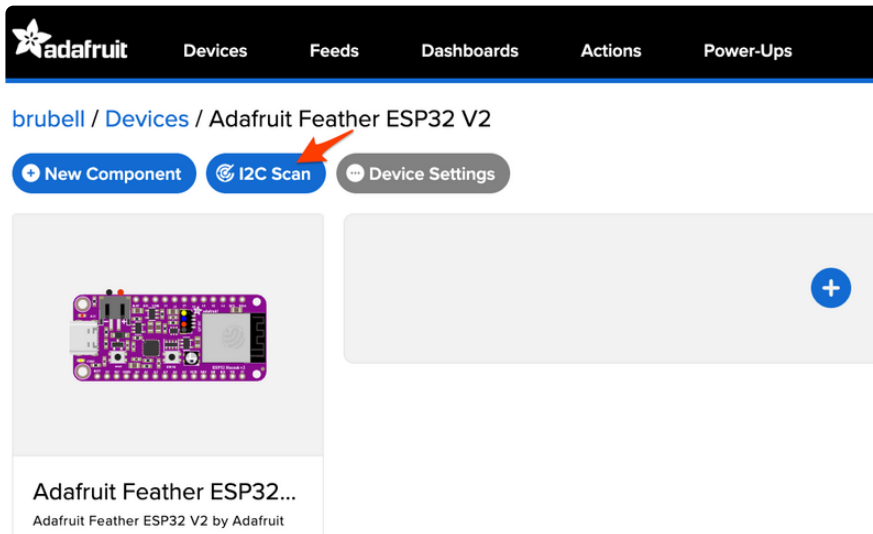 adafruit Devices Feeds Dashboards Actions Power-Ups
brubell / Devices / Adafruit Feather ESP32 V2
New Component I2C Scan Device Settings
Adafruit Feather ESP32...
Adafruit Feather ESP32 V2 by Adafruit